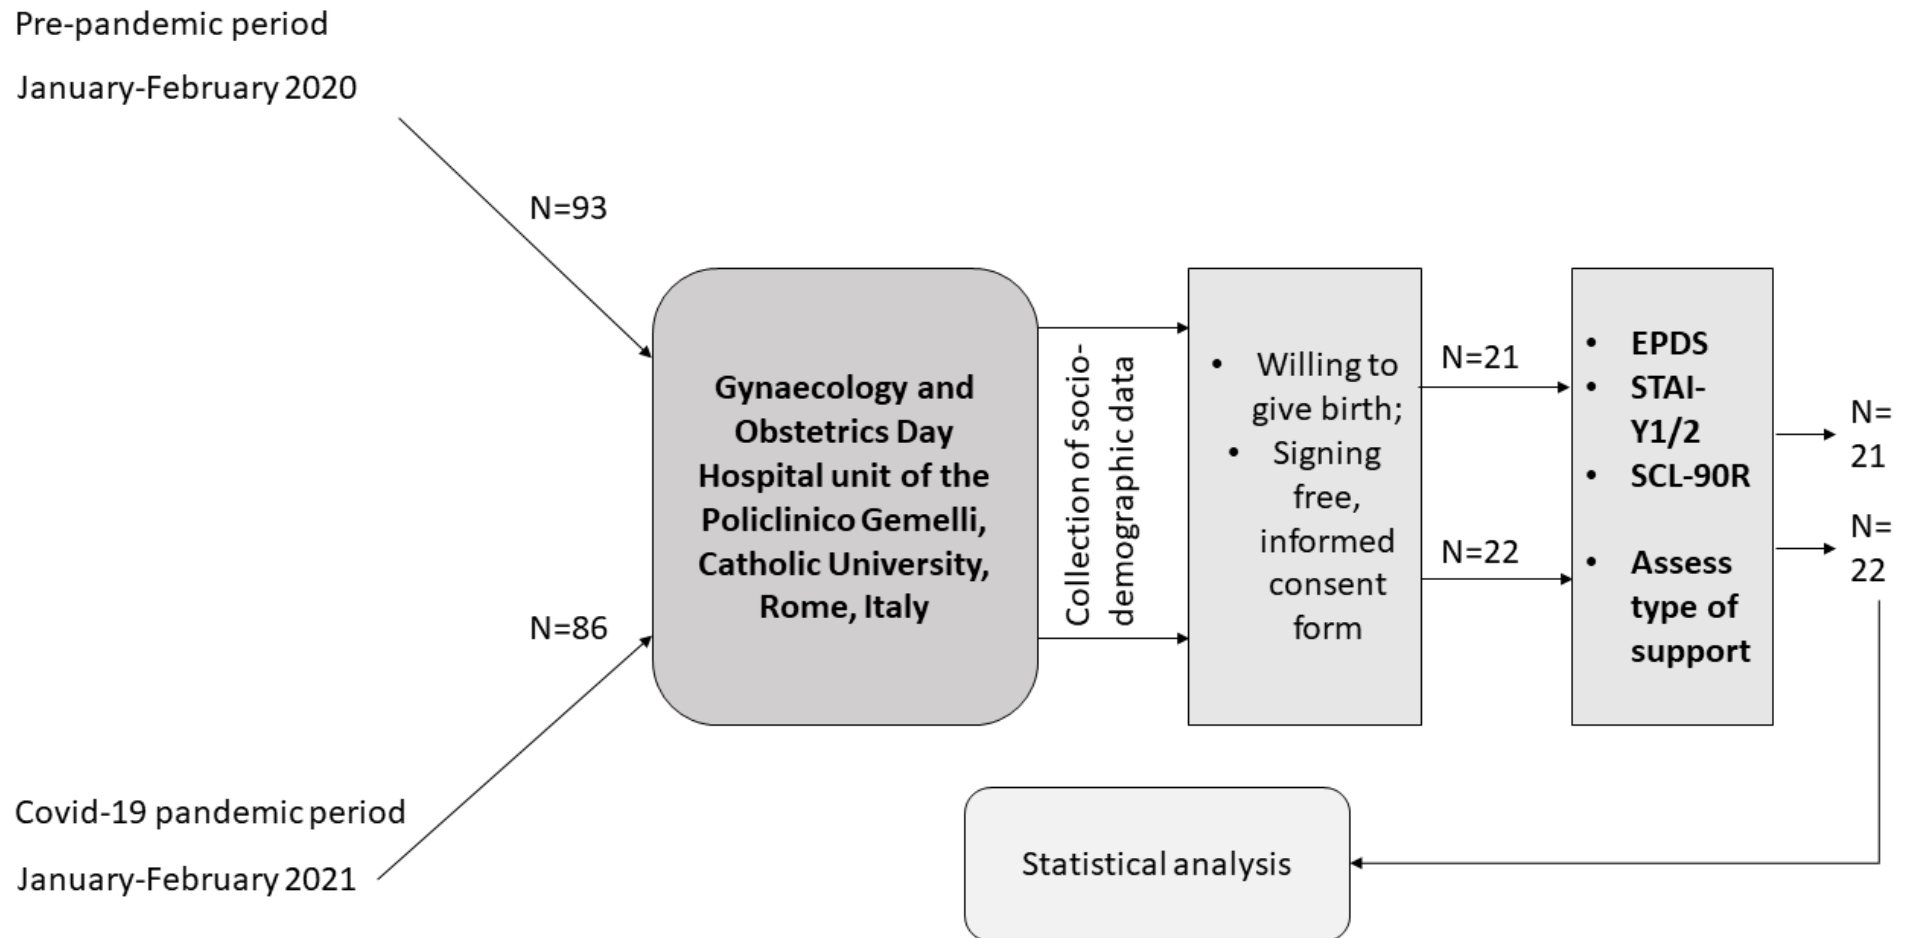 Pre-pandemic period
January-February 2020
N=93
Gynaecology and
Obstetrics Day
Hospital unit of the
Policlinico Gemelli,
Catholic University,
Rome, Italy
N=86
Covid-19 pandemic period
January-February 2021
Collection of socio-
demographic data
• Willing to
give birth;
• Signing
free,
informed
consent
form
N=21
N=22
• EPDS
• STAI-
Y1/2
• SCL-90R
• Assess
type of
support
N=
21
N=
22
Statistical analysis